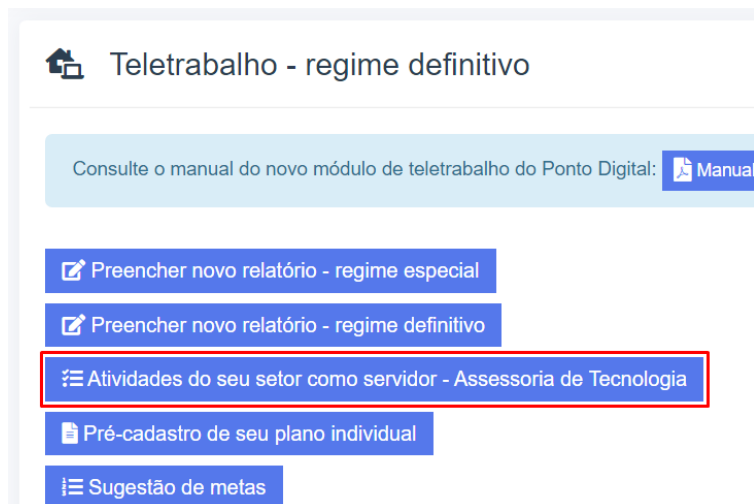 Teletrabalho - regime definitivo
Consulte o manual do novo módulo de teletrabalho do Ponto Digital: Manual
Preencher novo relatório - regime especial
Preencher novo relatório - regime definitivo
Atividades do seu setor como servidor - Assessoria de Tecnologia
Pré-cadastro de seu plano individual
Sugestão de metas